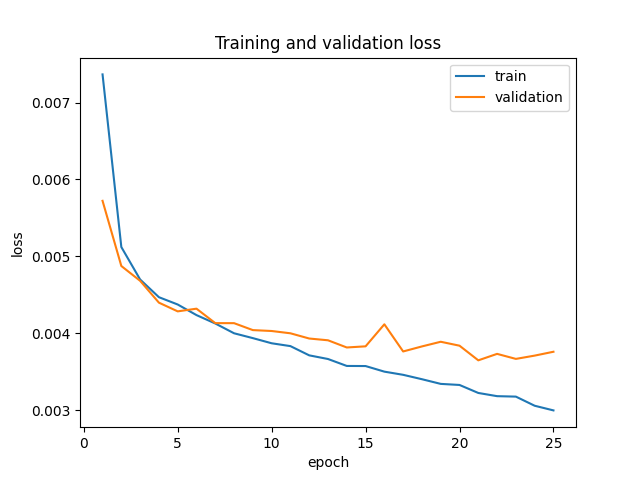 Training and validation loss
train
validation
0.007
0.006
0.005
0.004
0.003
loss
0 5 10 15 20 25
epoch